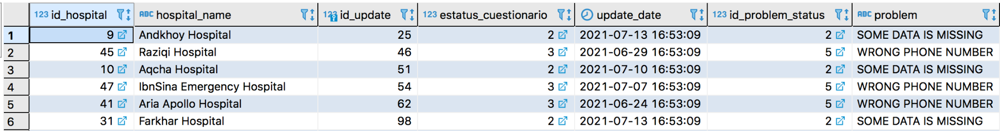 123 id_hospital ABC hospital_name 123 id_update 123 estatus_cuestionario update_date 123 id_problem_status ABC problem
1 9 Andkhoy Hospital 25 2 2021-07-13 16:53:09 2 SOME DATA IS MISSING
2 45 Raziqi Hospital 46 3 2021-06-29 16:53:09 5 WRONG PHONE NUMBER
3 10 Aqcha Hospital 51 2 2021-07-10 16:53:09 2 SOME DATA IS MISSING
4 47 IbnSina Emergency Hospital 54 3 2021-07-07 16:53:09 5 WRONG PHONE NUMBER
5 41 Aria Apollo Hospital 62 3 2021-06-24 16:53:09 5 WRONG PHONE NUMBER
6 31 Farkhar Hospital 98 2 2021-07-13 16:53:09 2 SOME DATA IS MISSING